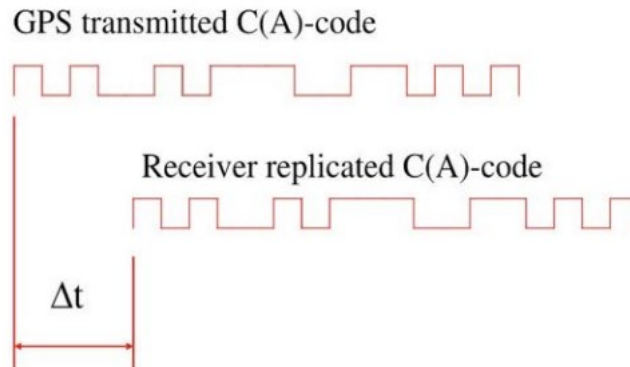 GPS transmitted C(A)-code
Receiver replicated C(A)-code
Δt